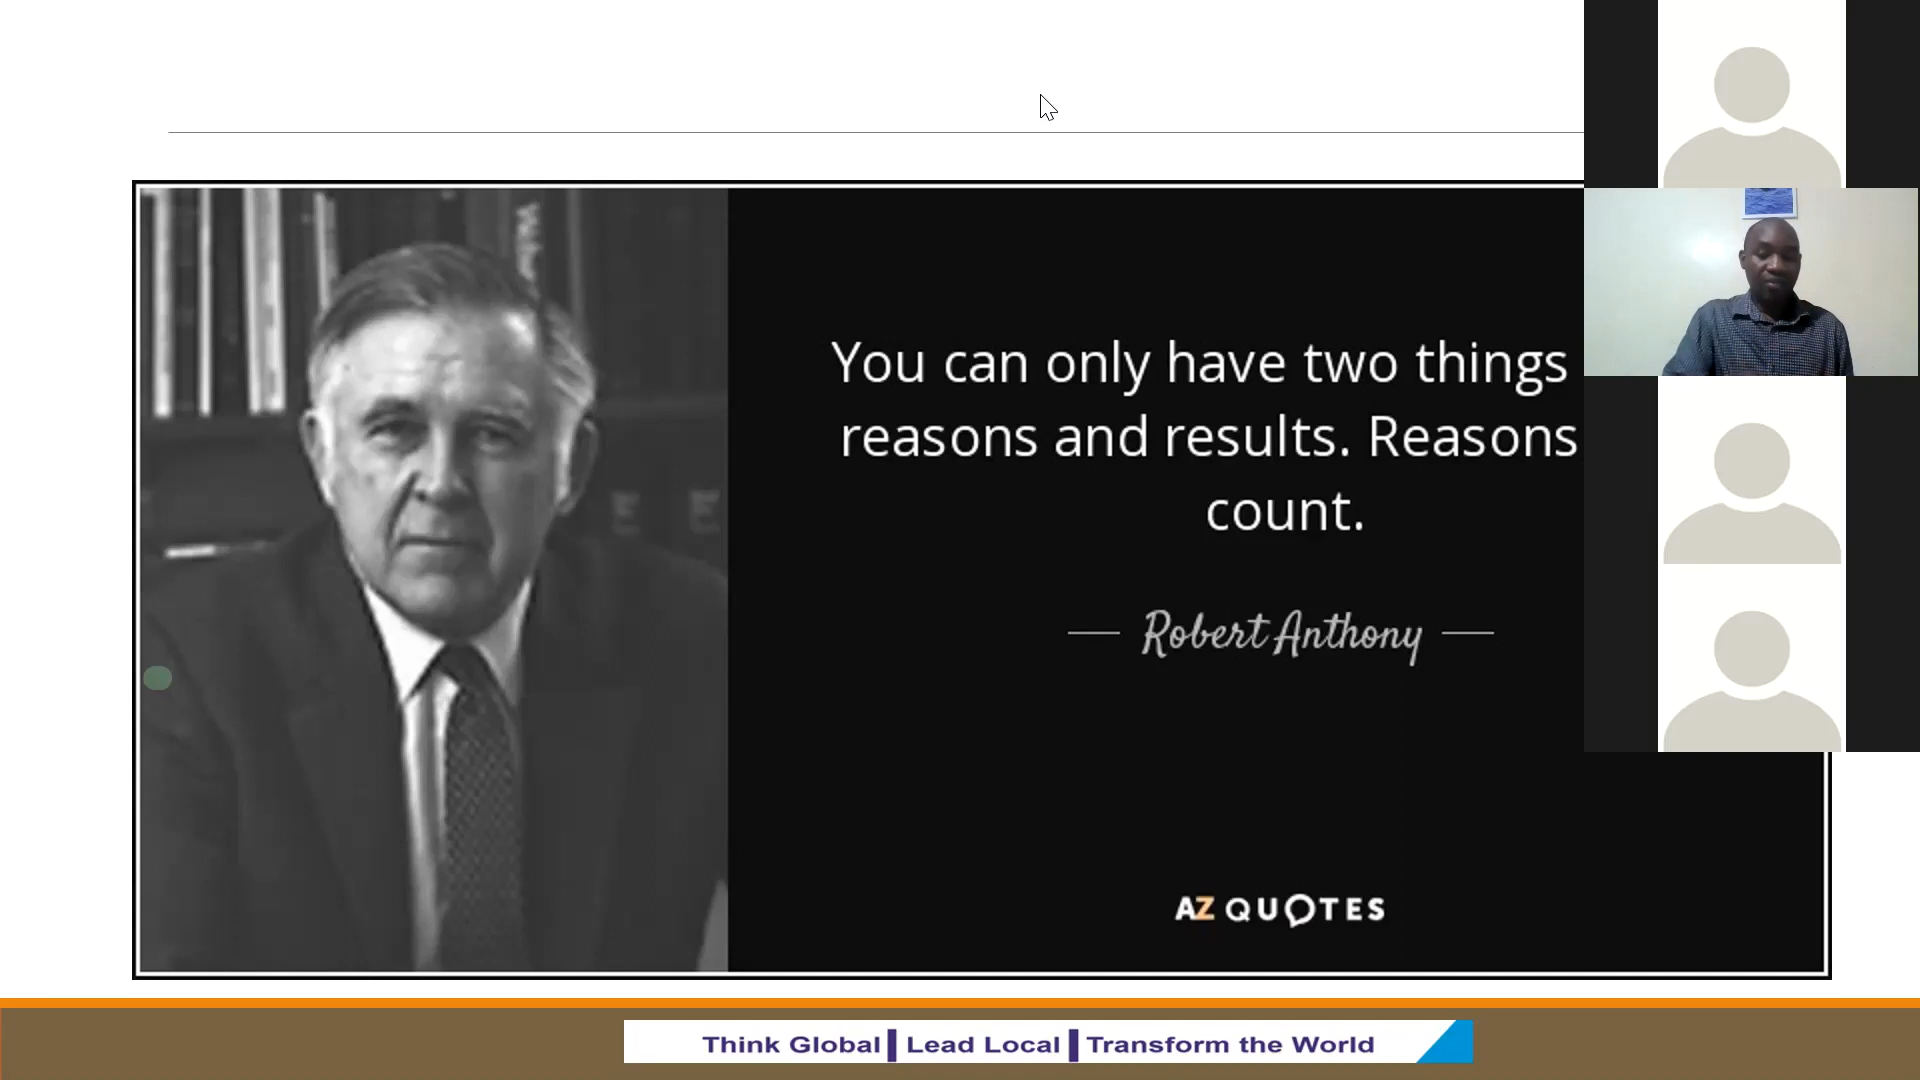 You can only have two things
reasons and results. Reasons
count.
Robert Anthony
AZ QUOTES
Think Global Lead Local Transform the World